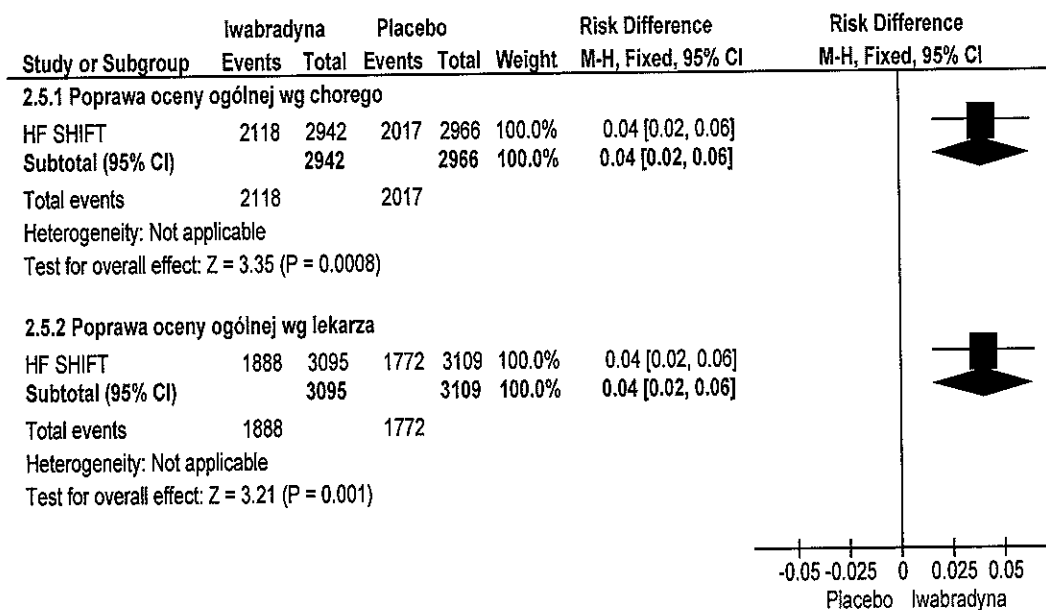 Iwabradyna Placebo Risk Difference Risk Difference
Study or Subgroup Events Total Events Total Weight M-H, Fixed, 95% CI M-H, Fixed, 95% CI
2.5.1 Poprawa oceny ogólnej wg chorego
HF SHIFT 2118 2942 2017 2966 100.0% 0.04 [0.02, 0.06]
Subtotal (95% CI) 2942 2966 100.0% 0.04 [0.02, 0.06]
Total events 2118 2017
Heterogeneity: Not applicable
Test for overall effect: Z = 3.35 (P = 0.0008)
2.5.2 Poprawa oceny ogólnej wg lekarza
HF SHIFT 1888 3095 1772 3109 100.0% 0.04 [0.02, 0.06]
Subtotal (95% CI) 3095 3109 100.0% 0.04 [0.02, 0.06]
Total events 1888 1772
Heterogeneity: Not applicable
Test for overall effect: Z = 3.21 (P = 0.001)
-0.05 -0.025 0 0.025 0.05
Placebo Iwabradyna